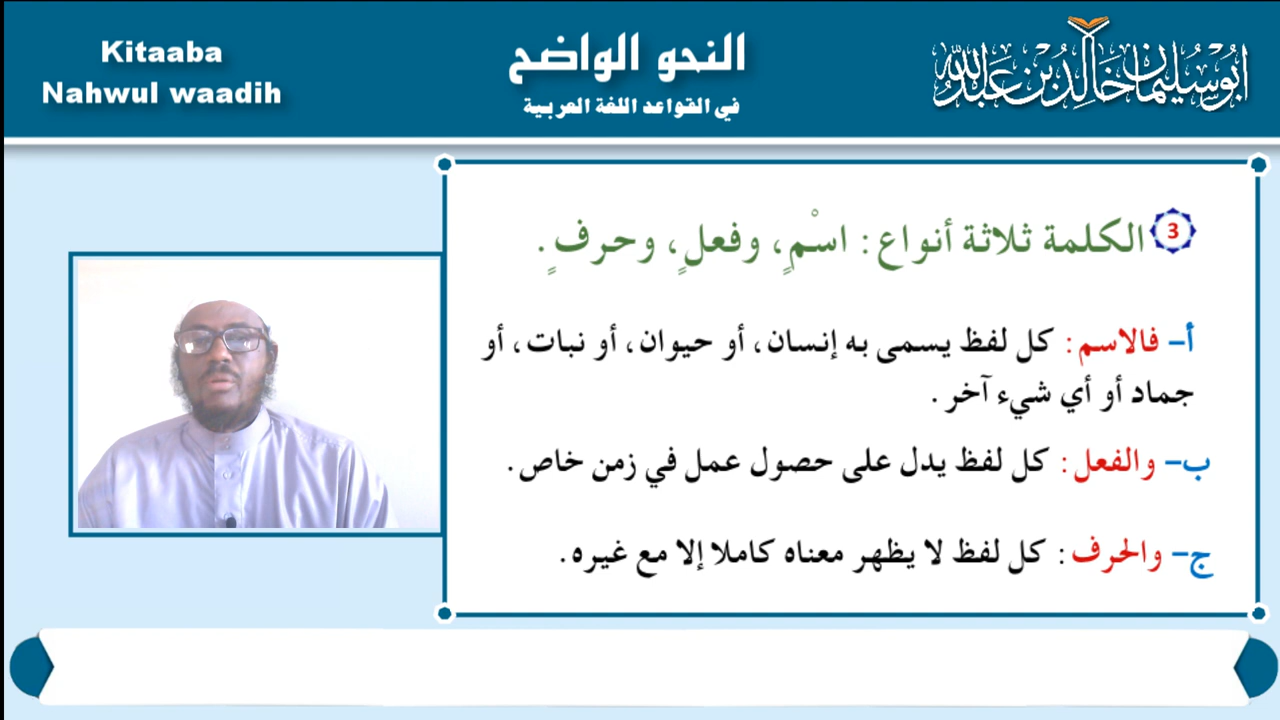 Kitaaba
Nahwul waadih
النحو الواضح
في القواعد اللغة العربية
أبو سليمان خالد بن عبدالله
3 الكلمة ثلاثة أنواع : اسْمٍ، وفعلٍ، وحرفٍ .
أ- فالاسم : كل لفظ يسمى به إنسان، أو حيوان، أو نبات، أو
جماد أو أي شيء آخر .
ب- والفعل : كل لفظ يدل على حصول عمل في زمن خاص.
ج- والحرف : كل لفظ لا يظهر معناه كاملا إلا مع غيره.